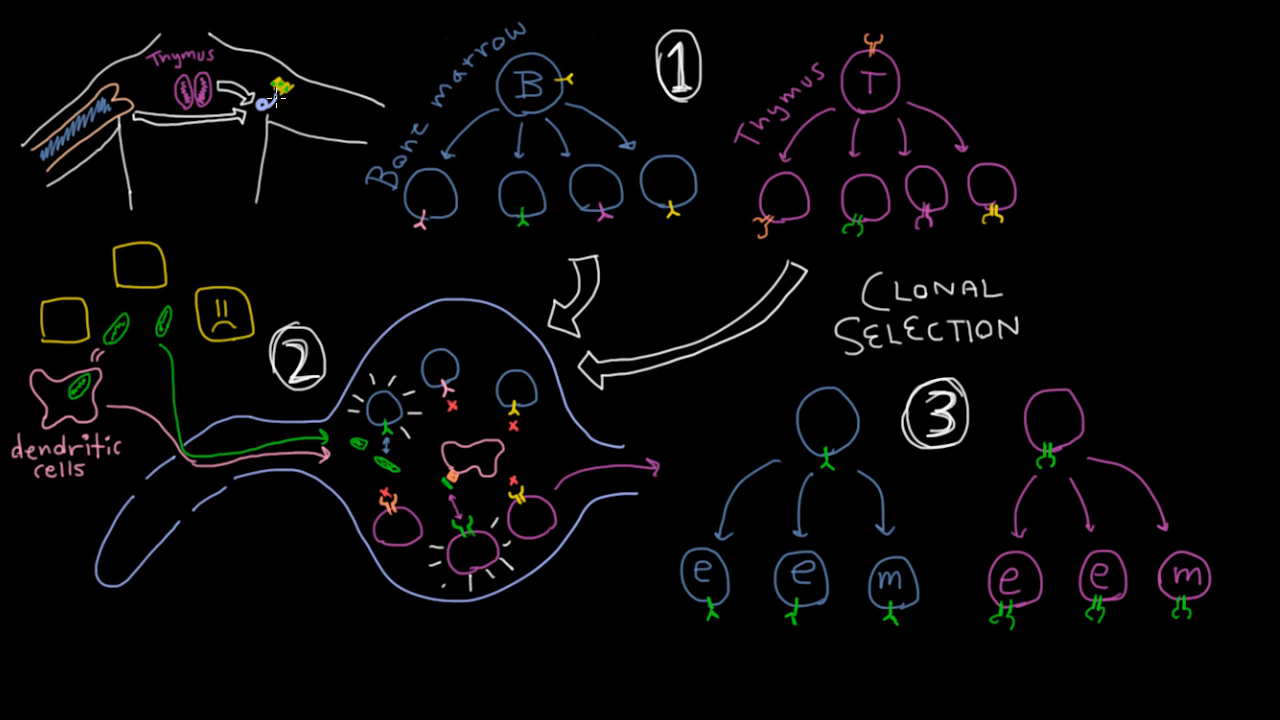 Thymus
Bone marrow
B
1
Thymus
T
2
dendritic
cells
CLONAL
SELECTION
3
e
e
m
e
e
m